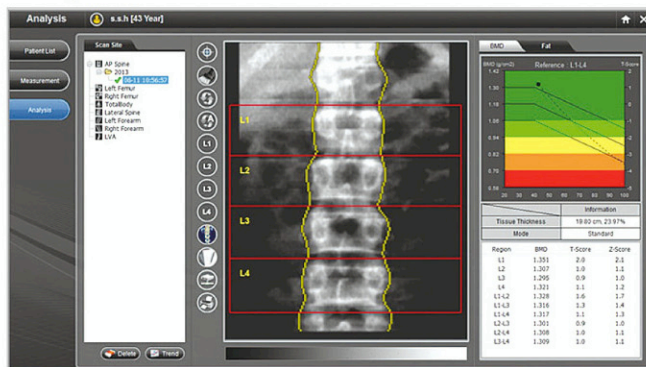 Analysis
s.s.h [43 Year]
Patient List
Measurement
Analysis
Scan Site
AP Spine
2013
06-11 10:56:57
Left Femur
Right Femur
TotalBody
Lateral Spine
Left Forearm
Right Forearm
LVA
Delete
Trend
L1
L2
L3
L4
L1
L2
L3
L4
BMD
Fat
BMD (g/cm2) Reference : L1-L4 T-Score
1.42
1.30
1.18
1.06
0.94
0.82
0.70
0.58
20 30 40 50 60 70 80 90 100
Information
Tissue Thickness 19.80 cm, 23.97%
Mode Standard
Region BMD T-Score Z-Score
L1 1.351 2.0 2.1
L2 1.307 1.0 1.1
L3 1.295 0.9 1.0
L4 1.321 1.1 1.2
L1-L2 1.328 1.6 1.7
L1-L3 1.316 1.3 1.4
L1-L4 1.317 1.1 1.3
L2-L3 1.301 0.9 1.0
L2-L4 1.308 1.0 1.1
L3-L4 1.309 1.0 1.1